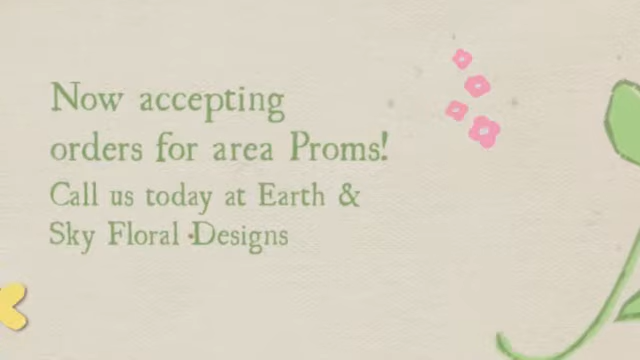 Now accepting
orders for area Proms!
Call us today at Earth &
Sky Floral Designs